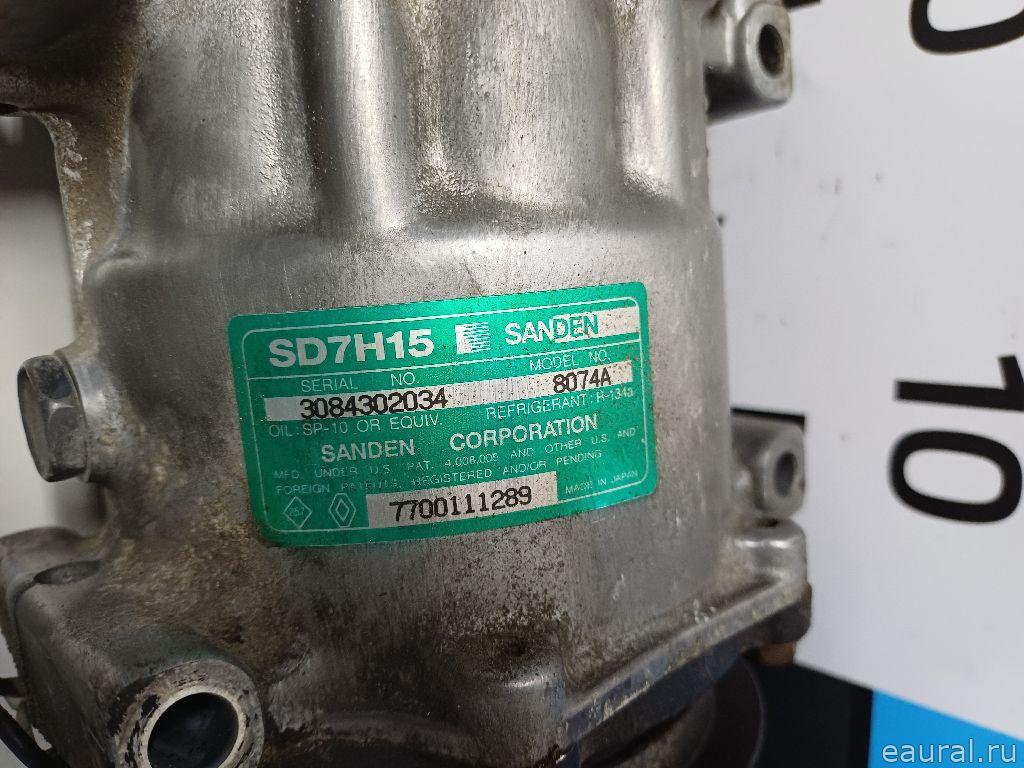 SD7H15 SANDEN
SERIAL NO. MODEL NO.
3084302034 8074A
OIL: SP-10 OR EQUIV. REFRIGERANT: R-134a
SANDEN CORPORATION
MFD. UNDER U.S. PAT. 4,008,005 AND OTHER U.S. AND
FOREIGN PATENTS, REGISTERED AND/OR PENDING
7700111289 MADE IN JAPAN
10
eaural.ru